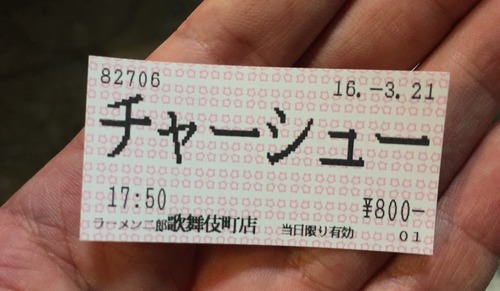 82706 16.-3.21
チャーシュー
17:50 ¥800-
ラーメン二郎歌舞伎町店 当日限り有効 01